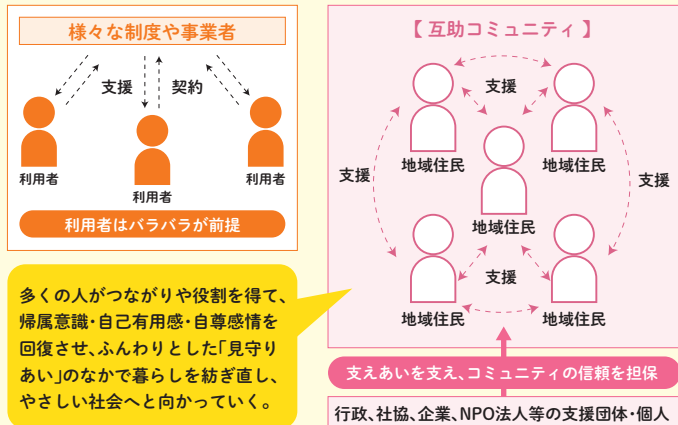 様々な制度や事業者
支援
契約
利用者
利用者
利用者
利用者はバラバラが前提
多くの人がつながりや役割を得て、
帰属意識・自己有用感・自尊感情を
回復させ、ふんわりとした「見守り
あい」のなかで暮らしを紡ぎ直し、
やさしい社会へと向かっていく。
【 互助コミュニティ 】
支援
地域住民
地域住民
支援
支援
地域住民
支援
地域住民
地域住民
支えあいを支え、コミュニティの信頼を担保
行政、社協、企業、NPO法人等の支援団体・個人